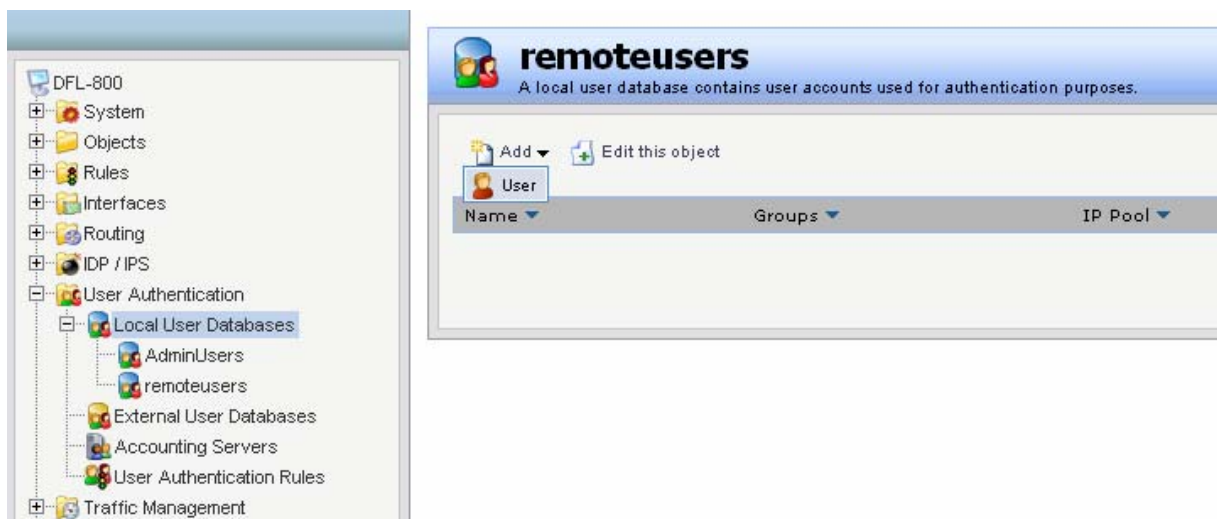 DFL-800
System
Objects
Rules
Interfaces
Routing
IDP / IPS
User Authentication
Local User Databases
AdminUsers
remoteusers
External User Databases
Accounting Servers
User Authentication Rules
Traffic Management
remoteusers
A local user database contains user accounts used for authentication purposes.
Add Edit this object
User
Name Groups IP Pool